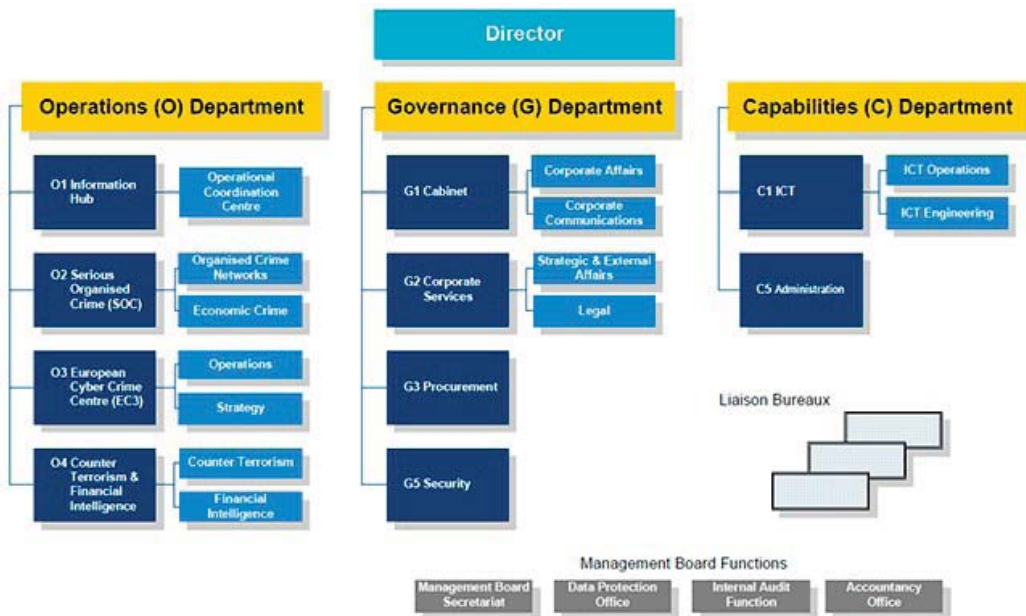 Director
Operations (O) Department
O1 Information
Hub
Operational
Coordination
Centre
O2 Serious
Organised
Crime (SOC)
Organised Crime
Networks
Economic Crime
O3 European
Cyber Crime
Centre (EC3)
Operations
Strategy
O4 Counter
Terrorism &
Financial
Intelligence
Counter Terrorism
Financial
Intelligence
Governance (G) Department
G1 Cabinet
Corporate Affairs
Corporate
Communications
G2 Corporate
Services
Strategic & External
Affairs
Legal
G3 Procurement
G5 Security
Capabilities (C) Department
C1 ICT
ICT Operations
ICT Engineering
C5 Administration
Liaison Bureaux
Management Board Functions
Management Board
Secretariat
Data Protection
Office
Internal Audit
Function
Accountancy
Office